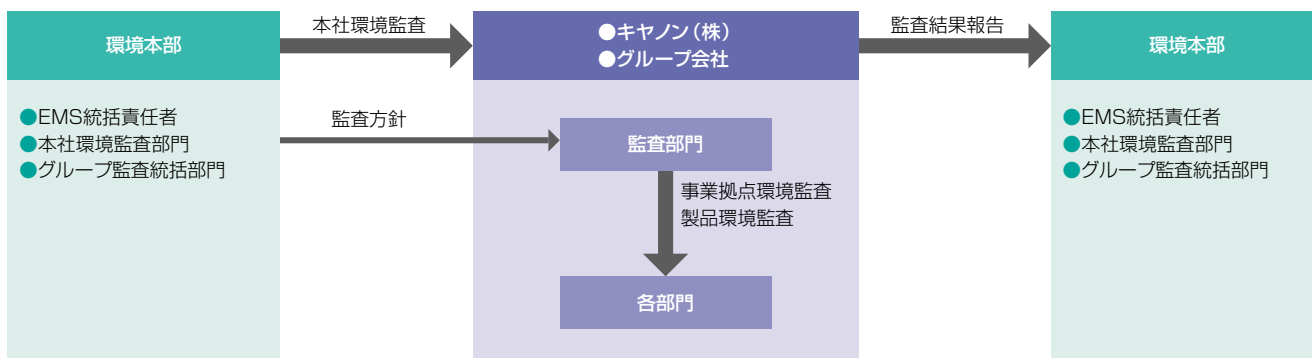 環境本部
●EMS統括責任者
●本社環境監査部門
●グループ監査統括部門
本社環境監査
監査方針
●キヤノン(株)
●グループ会社
監査部門
事業拠点環境監査
製品環境監査
各部門
監査結果報告
環境本部
●EMS統括責任者
●本社環境監査部門
●グループ監査統括部門